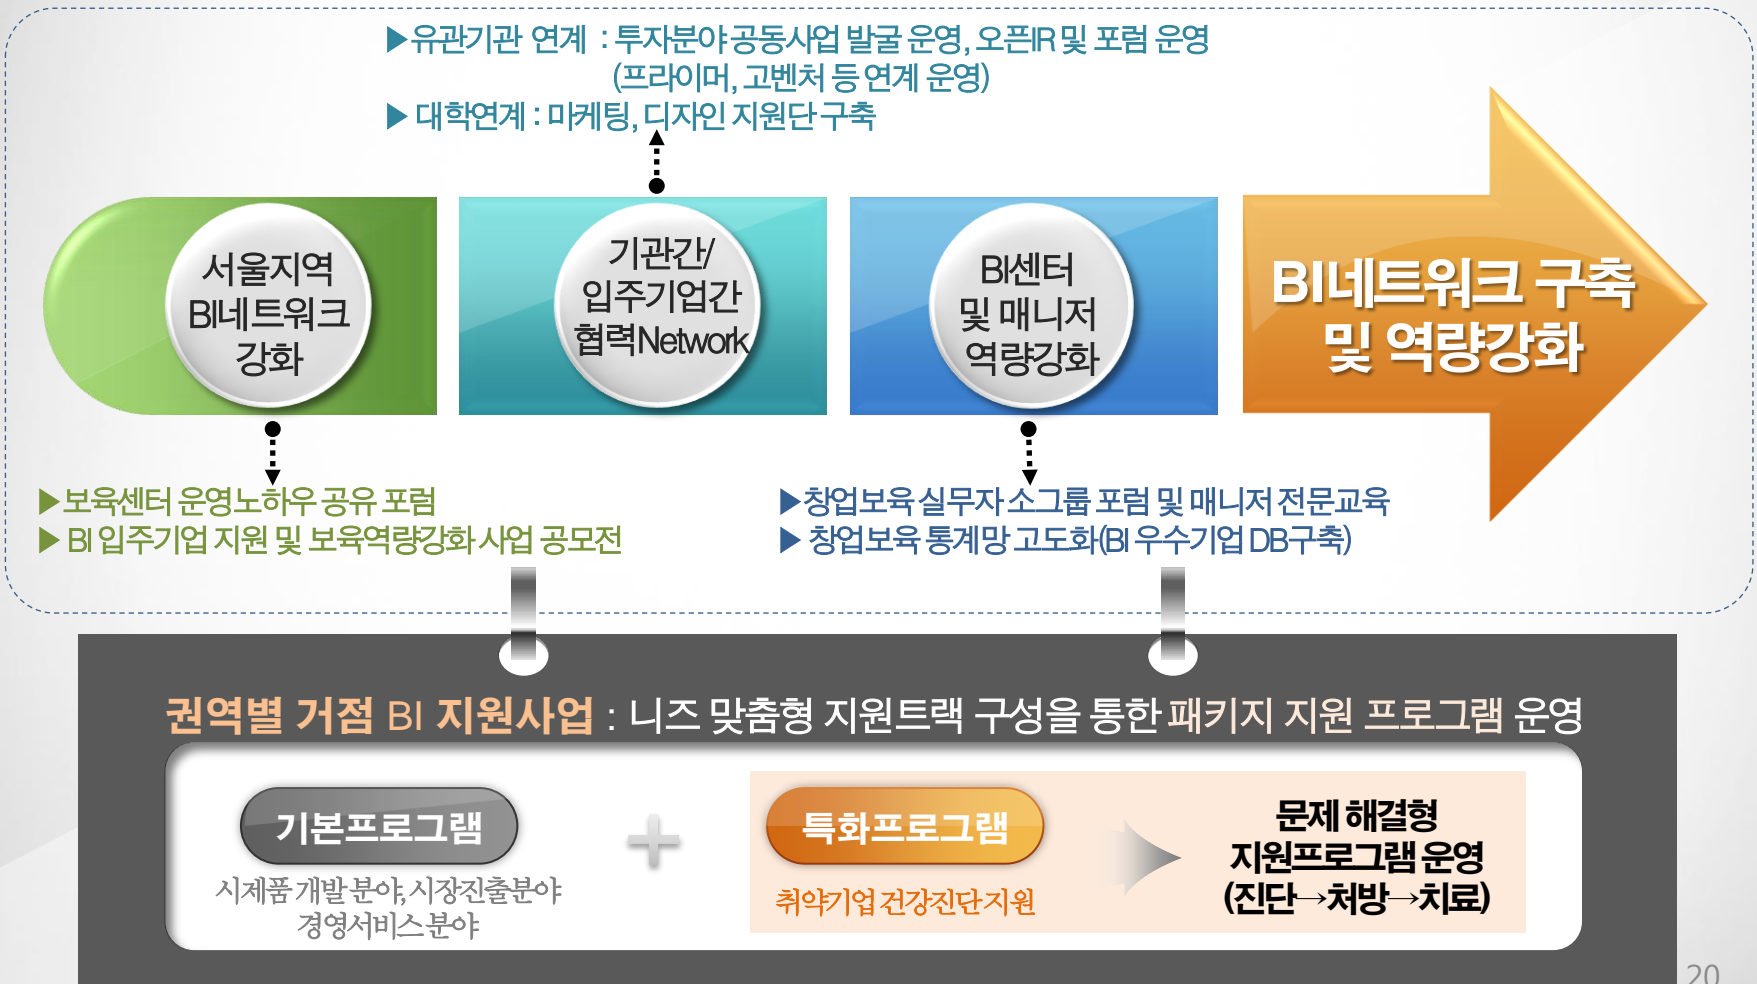 ▶유관기관 연계 : 투자분야 공동사업 발굴 운영, 오픈IR 및 포럼 운영
(프라이머, 고벤처 등 연계 운영)
▶ 대학연계 : 마케팅, 디자인 지원단 구축
서울지역
BI네트워크
강화
기관간/
입주기업간
협력Network
BI센터
및 매니저
역량강화
BI네트워크 구축
및 역량강화
▶보육센터 운영노하우 공유 포럼
▶ BI 입주기업 지원 및 보육역량강화 사업 공모전
▶창업보육 실무자 소그룹 포럼 및 매니저 전문교육
▶ 창업보육 통계망 고도화(BI 우수기업 DB구축)
권역별 거점 BI 지원사업 : 니즈 맞춤형 지원트랙 구성을 통한 패키지 지원 프로그램 운영
기본프로그램
시제품 개발 분야, 시장진출분야
경영서비스 분야
+
특화프로그램
취약기업 건강진단 지원
문제 해결형
지원프로그램 운영
(진단→처방→치료)
20